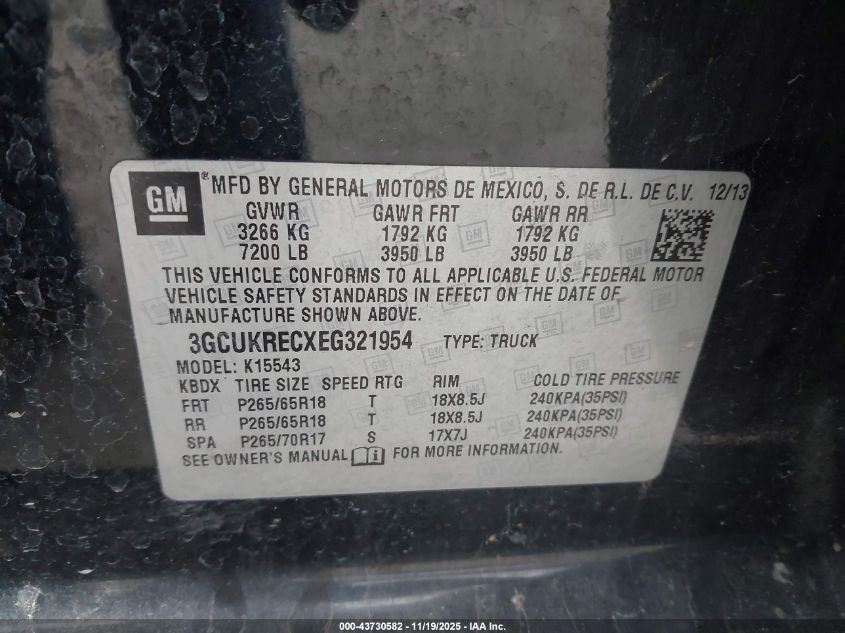 GM ®MFD BY GENERAL MOTORS DE MEXICO, S. DE R.L. DE C.V. 12/13
GVWR GAWR FRT GAWR RR
3266 KG 1792 KG 1792 KG
7200 LB 3950 LB 3950 LB
THIS VEHICLE CONFORMS TO ALL APPLICABLE U.S. FEDERAL MOTOR
VEHICLE SAFETY STANDARDS IN EFFECT ON THE DATE OF
MANUFACTURE SHOWN ABOVE.
3GCUKRECXEG321954 TYPE: TRUCK
MODEL: K15543
KBDX TIRE SIZE SPEED RTG RIM COLD TIRE PRESSURE
FRT P265/65R18 T 18X8.5J 240KPA(35PSI)
RR P265/65R18 T 18X8.5J 240KPA(35PSI)
SPA P265/70R17 S 17X7J 240KPA(35PSI)
SEE OWNER'S MANUAL FOR MORE INFORMATION.
000-43730582 - 11/19/2025 - IAA Inc.